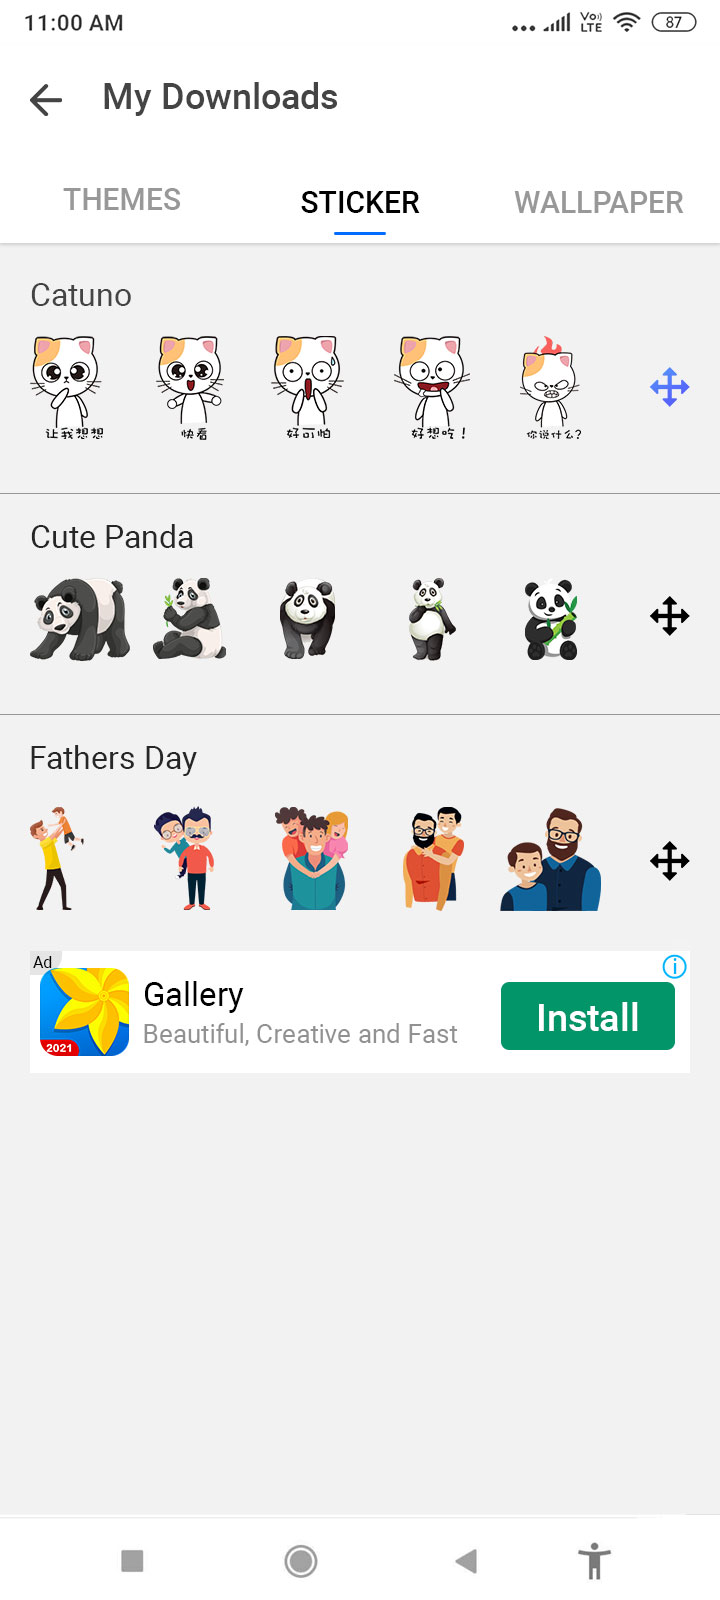 11:00 AM
Vo))
LTE
87
My Downloads
THEMES
STICKER
WALLPAPER
Catuno
让我想想
快看
好可怕
好想吃！
你说什么?
Cute Panda
Fathers Day
Ad
2021
Gallery
Beautiful, Creative and Fast
Install